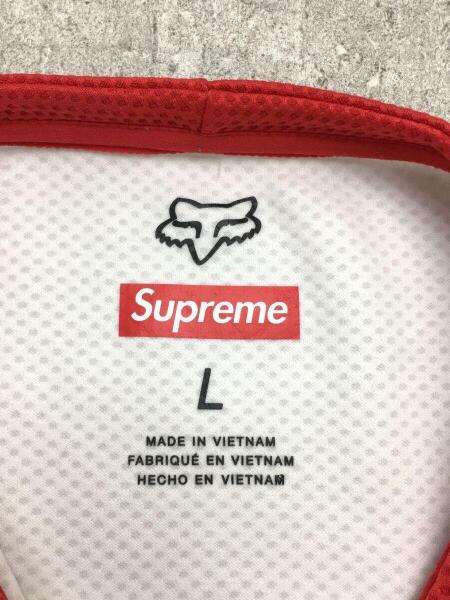 Supreme
L
MADE IN VIETNAM
FABRIQUÉ EN VIETNAM
HECHO EN VIETNAM